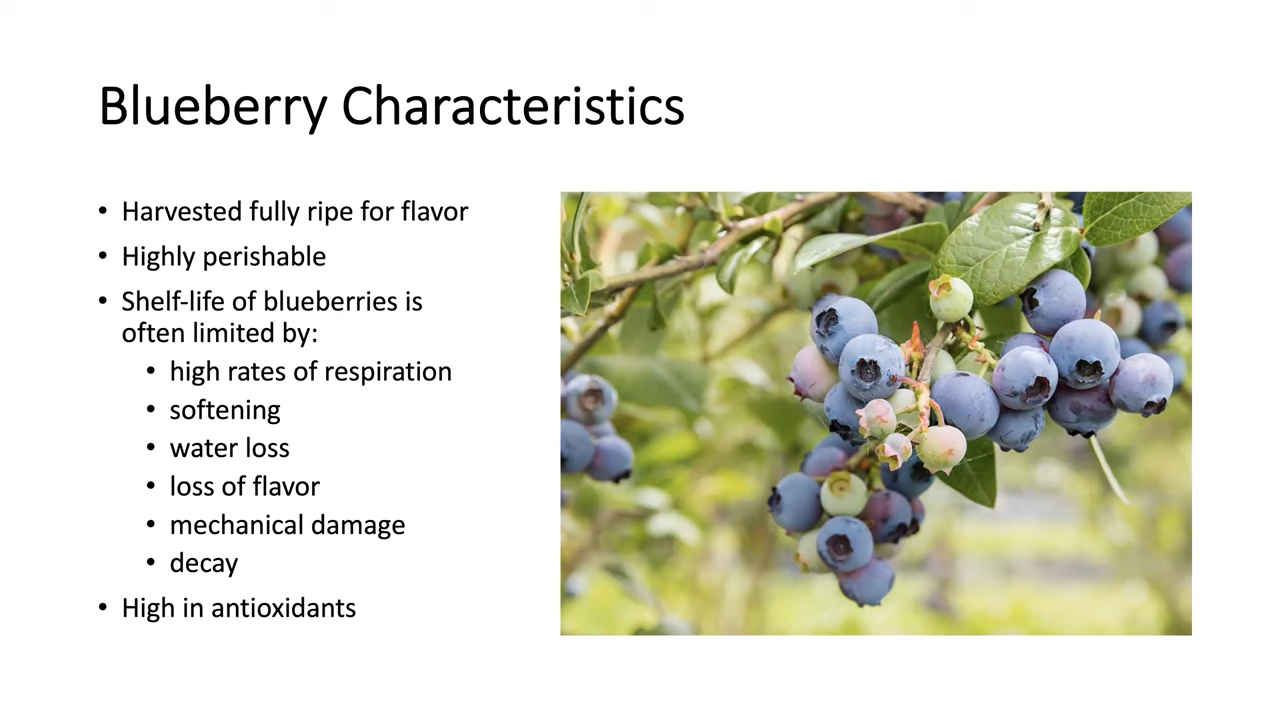 Blueberry Characteristics
• Harvested fully ripe for flavor
• Highly perishable
• Shelf-life of blueberries is
often limited by:
• high rates of respiration
• softening
• water loss
• loss of flavor
• mechanical damage
• decay
• High in antioxidants